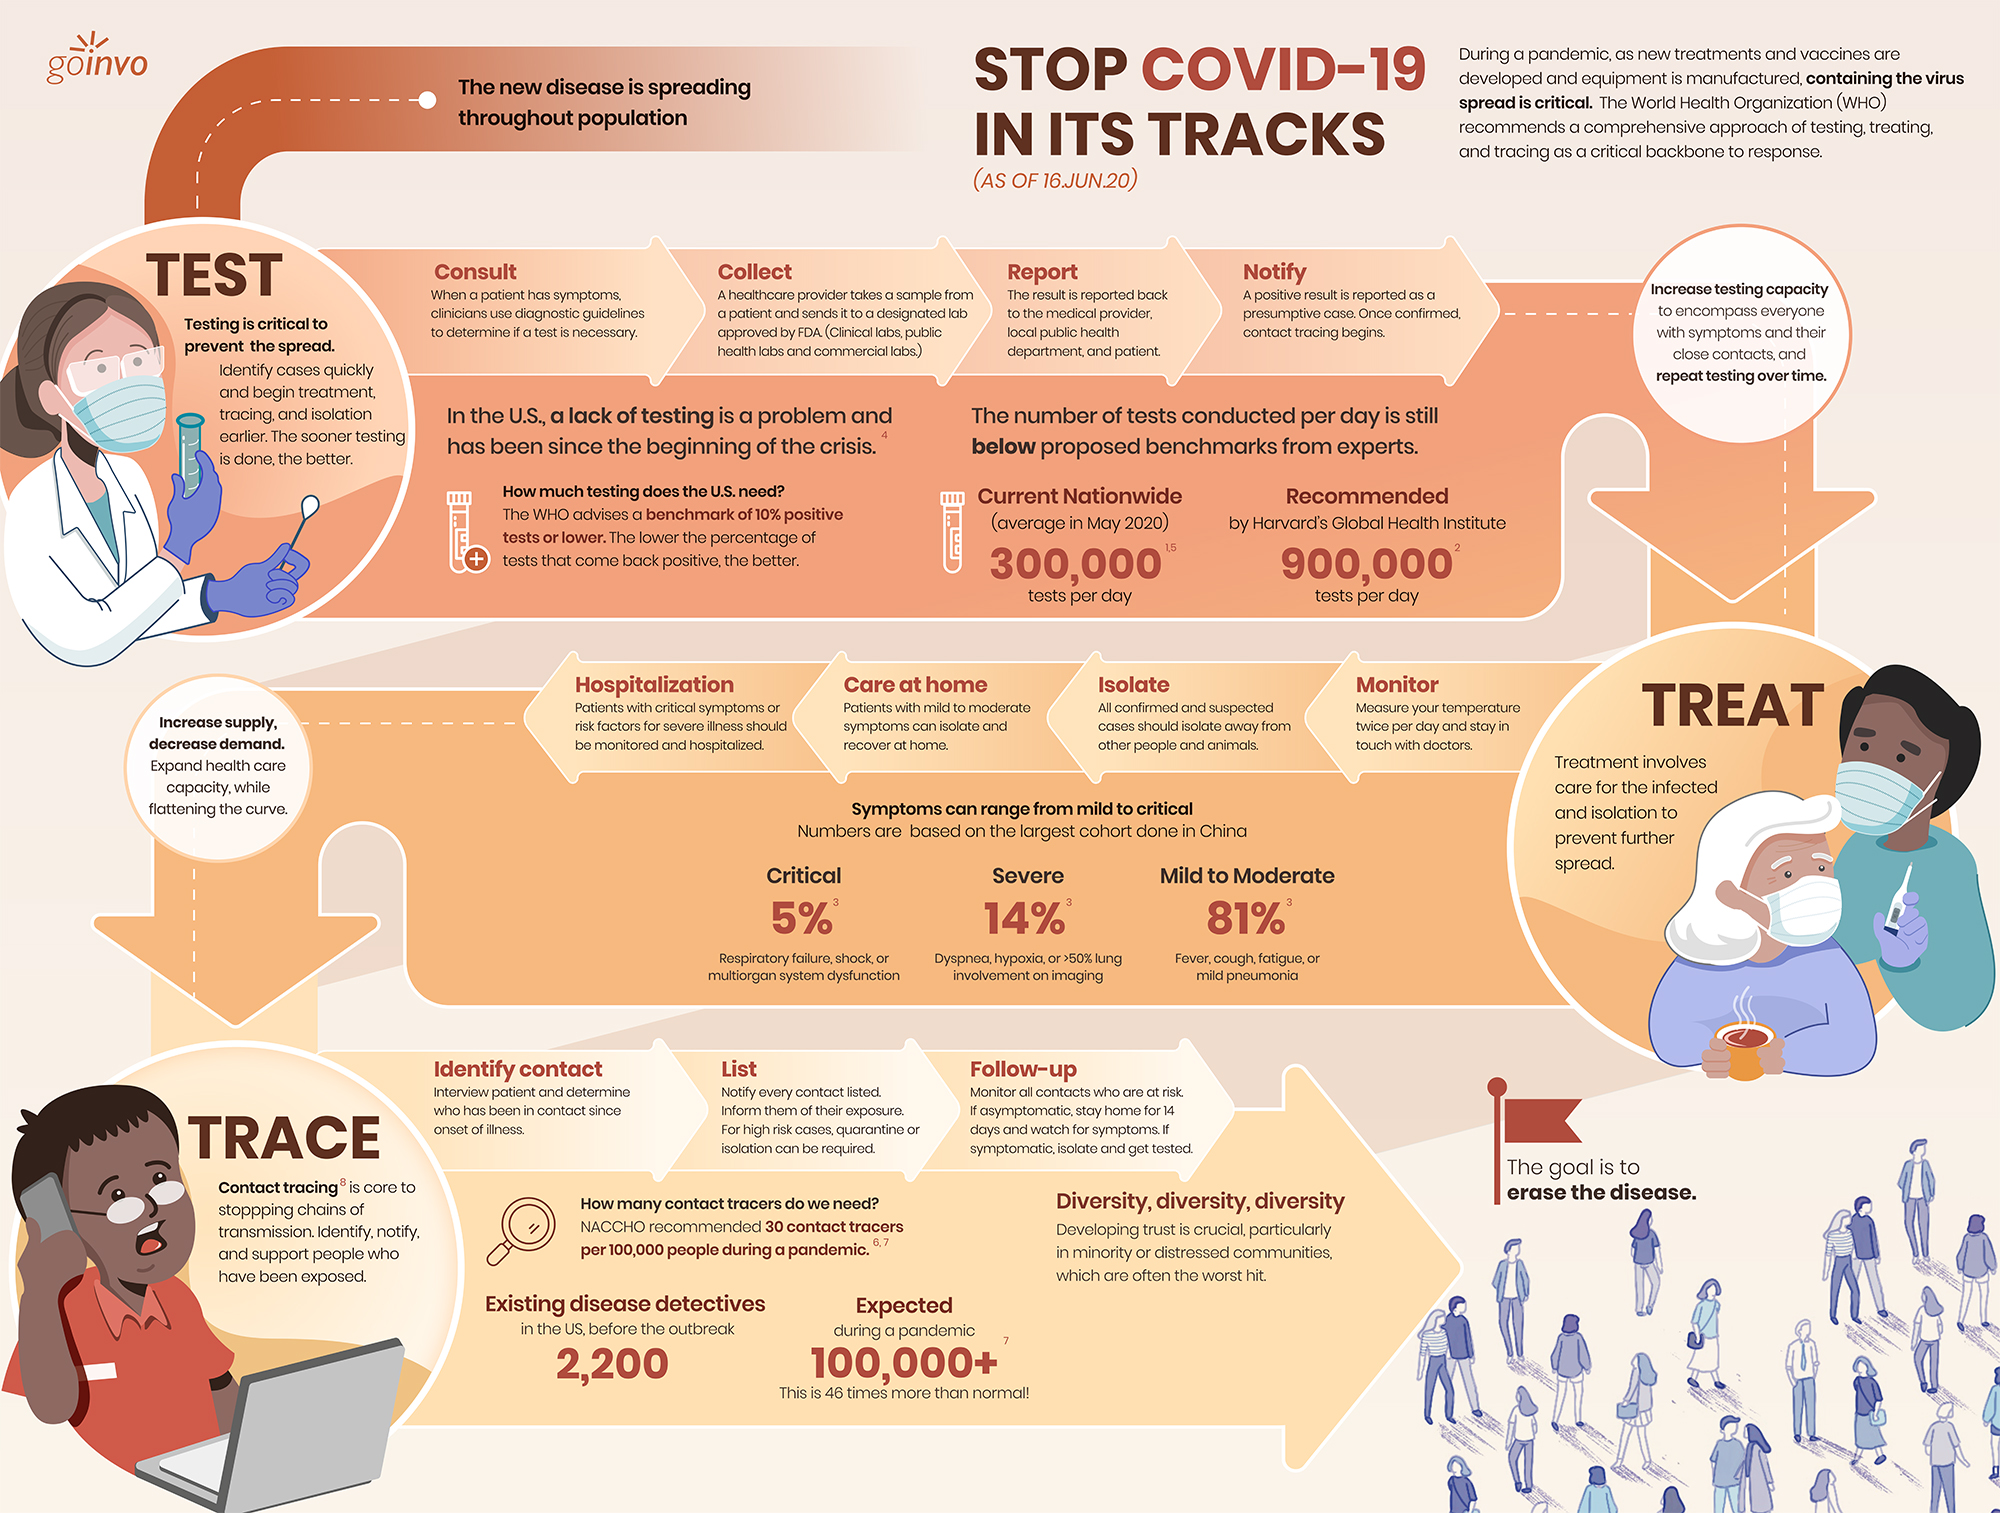 goinvo
The new disease is spreading
throughout population
STOP COVID-19
IN ITS TRACKS
(AS OF 16.JUN.20)
During a pandemic, as new treatments and vaccines are
developed and equipment is manufactured, containing the virus
spread is critical. The World Health Organization (WHO)
recommends a comprehensive approach of testing, treating,
and tracing as a critical backbone to response.
TEST
Testing is critical to
prevent the spread.
Identify cases quickly
and begin treatment,
tracing, and isolation
earlier. The sooner testing
is done, the better.
Consult
When a patient has symptoms,
clinicians use diagnostic guidelines
to determine if a test is necessary.
Collect
A healthcare provider takes a sample from
a patient and sends it to a designated lab
approved by FDA. (Clinical labs, public
health labs and commercial labs.)
Report
The result is reported back
to the medical provider,
local public health
department, and patient.
Notify
A positive result is reported as a
presumptive case. Once confirmed,
contact tracing begins.
Increase testing capacity
to encompass everyone
with symptoms and their
close contacts, and
repeat testing over time.
In the U.S., a lack of testing is a problem and
has been since the beginning of the crisis. 4
How much testing does the U.S. need?
The WHO advises a benchmark of 10% positive
tests or lower. The lower the percentage of
tests that come back positive, the better.
The number of tests conducted per day is still
below proposed benchmarks from experts.
Current Nationwide
(average in May 2020)
300,000 1,5
tests per day
Recommended
by Harvard's Global Health Institute
900,000 2
tests per day
TREAT
Treatment involves
care for the infected
and isolation to
prevent further
spread.
Monitor
Measure your temperature
twice per day and stay in
touch with doctors.
Isolate
All confirmed and suspected
cases should isolate away from
other people and animals.
Care at home
Patients with mild to moderate
symptoms can isolate and
recover at home.
Hospitalization
Patients with critical symptoms or
risk factors for severe illness should
be monitored and hospitalized.
Increase supply,
decrease demand.
Expand health care
capacity, while
flattening the curve.
Symptoms can range from mild to critical
Numbers are based on the largest cohort done in China
Critical
5% 3
Respiratory failure, shock, or
multiorgan system dysfunction
Severe
14% 3
Dyspnea, hypoxia, or >50% lung
involvement on imaging
Mild to Moderate
81% 3
Fever, cough, fatigue, or
mild pneumonia
TRACE
Contact tracing 8 is core to
stoppping chains of
transmission. Identify, notify,
and support people who
have been exposed.
Identify contact
Interview patient and determine
who has been in contact since
onset of illness.
List
Notify every contact listed.
Inform them of their exposure.
For high risk cases, quarantine or
isolation can be required.
Follow-up
Monitor all contacts who are at risk.
If asymptomatic, stay home for 14
days and watch for symptoms. If
symptomatic, isolate and get tested.
How many contact tracers do we need?
NACCHO recommended 30 contact tracers
per 100,000 people during a pandemic. 6, 7
Existing disease detectives
in the US, before the outbreak
2,200
Expected
during a pandemic
100,000+ 7
This is 46 times more than normal!
Diversity, diversity, diversity
Developing trust is crucial, particularly
in minority or distressed communities,
which are often the worst hit.
The goal is to
erase the disease.